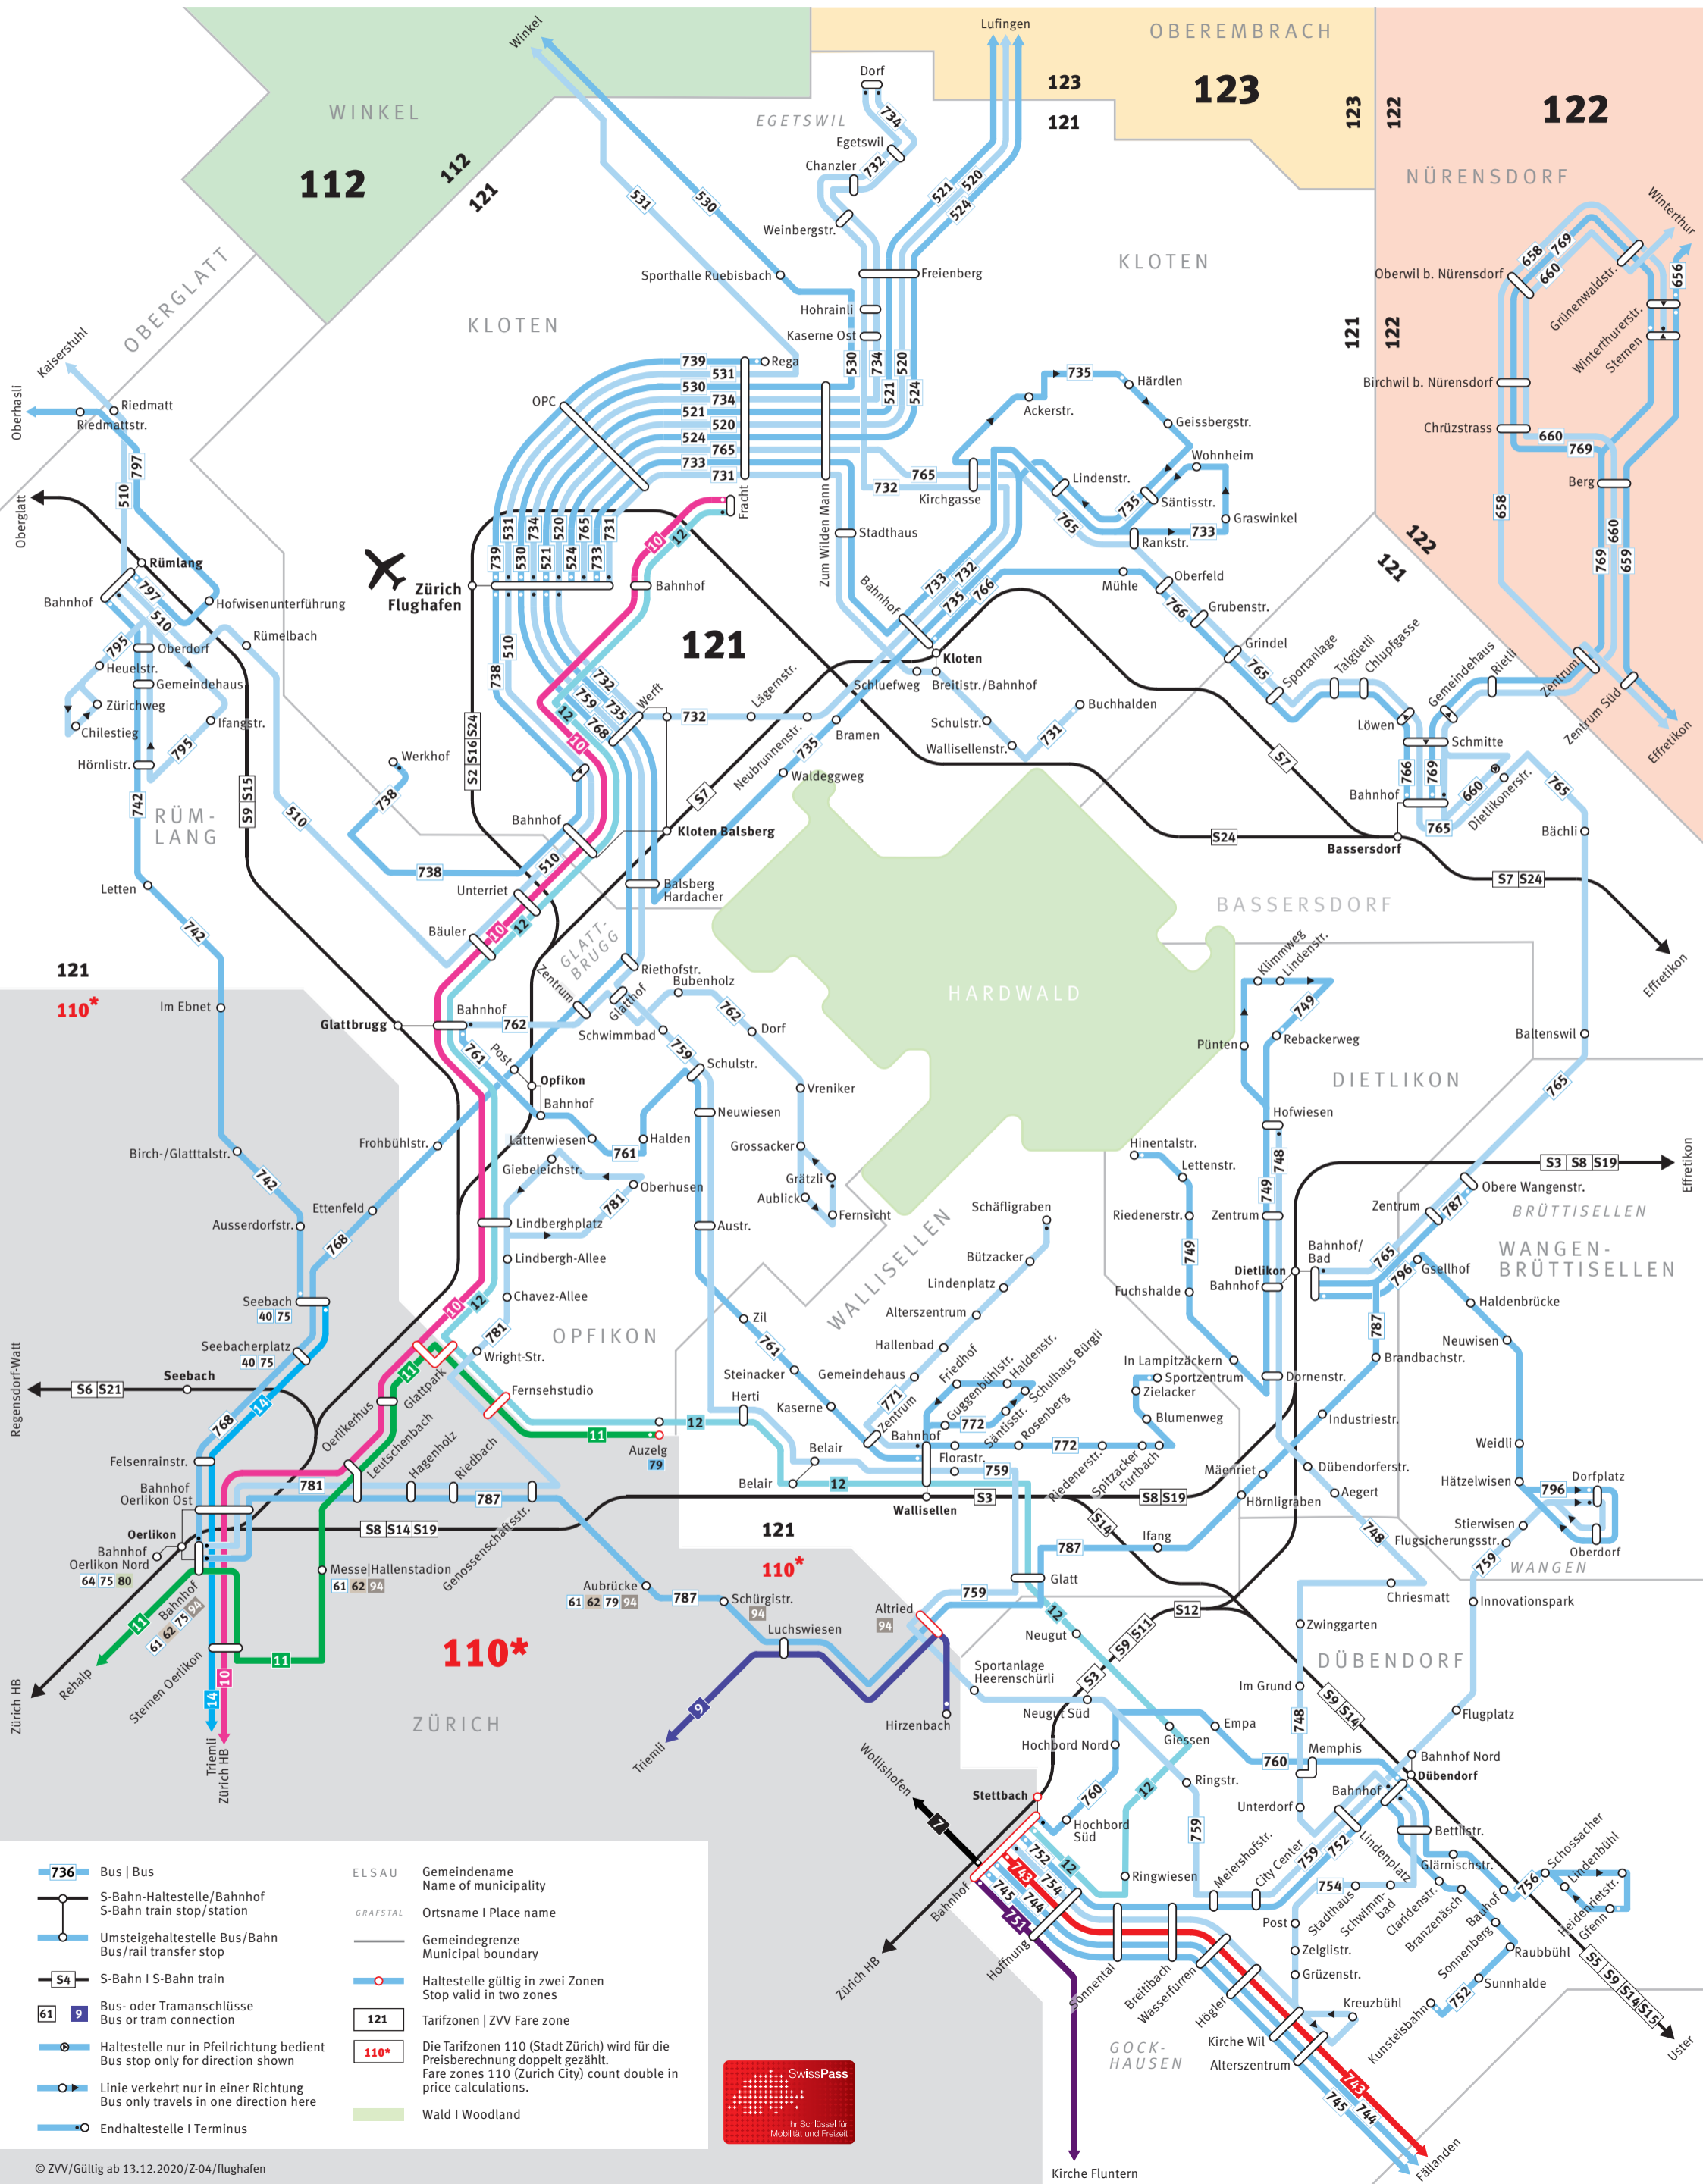 Winkel
Lufingen
OBEREMBRACH
WINKEL
112
112
121
123
121
123
123
122
122
NÜRENSDORF
EGETSWIL
Dorf
734
Egetswil
Chanzler
732
Weinbergstr.
521
520
524
531
530
KLOTEN
OBERGLATT
KLOTEN
Sporthalle Ruebisbach
Freienberg
Hohrainli
Kaserne Ost
530
734
521
520
524
121
122
Winterthur
Oberwil b. Nürensdorf
658
769
660
Grünenwaldstr.
656
Winterthurerstr.
Sternen
Birchwil b. Nürensdorf
Chrüzstrass
660
769
Berg
658
769
660
659
Kaiserstuhl
Oberhasli
Riedmatt
Riedmattstr.
797
510
Oberglatt
OPC
739
Rega
531
530
734
521
520
524
765
733
731
Fracht
Zum Wilden Mann
735
Härdlen
Ackerstr.
Geissbergstr.
Wohnheim
765
732
Kirchgasse
Lindenstr.
735
Säntisstr.
765
Graswinkel
733
Rankstr.
Stadthaus
739
531
530
734
521
520
524
765
733
731
10
12
Zürich
Flughafen
Bahnhof
Bahnhof
733
732
735
766
Mühle
Oberfeld
766
Grubenstr.
Grindel
765
122
121
121
Kloten
Schluefweg
Breitistr./Bahnhof
Rümlang
797
Bahnhof
510
Hofwisenunterführung
Rümelbach
795
Oberdorf
Heuelstr.
Gemeindehaus
Zürichweg
Chilestieg
Ifangstr.
795
Hörnlistr.
742
RÜM-
LANG
S9 S15
510
738
510
S2 S16 S24
732
759
735
768
12
10
Werft
732
Lägernstr.
Neubrunnenstr.
Bramen
735
Waldeggweg
Schulstr.
Wallisellenstr.
731
Buchhalden
Sportanlage
Talgüetli
Chlupfgasse
Löwen
Gemeindehaus
Rietli
Zentrum
Zentrum Süd
Effretikon
Schmitte
766
769
Bahnhof
660
Dietlikonerstr.
765
765
Bächli
S7
S7
S24
Bassersdorf
S7 S24
Effretikon
Werkhof
738
738
Bahnhof
Kloten Balsberg
510
Unterriet
Balsberg
Hardacher
10
12
Bäuler
GLATT-
BRUGG
Letten
742
121
110*
Im Ebnet
Zentrum
Riethofstr.
Glatthof
Bubenholz
762
Dorf
Glattbrugg
Bahnhof
762
Schwimmbad
759
Schulstr.
761
Post
Opfikon
Bahnhof
Neuwiesen
Vreniker
HARDWALD
BASSERSDORF
Klimmweg
Lindenstr.
749
Pünten
Rebackerweg
DIETLIKON
Baltenswil
765
Hofwiesen
Birch-/Glatttalstr.
742
Frohbühlstr.
Lättenwiesen
761
Halden
Giebeleichstr.
Oberhusen
781
Grossacker
Grätzli
Aublick
Fernsicht
Hinentalstr.
Lettenstr.
748
749
S3 S8 S19
Effretikon
Obere Wangenstr.
787
Zentrum
BRÜTTISELLEN
Ausserdorfstr.
Ettenfeld
768
Lindberghplatz
Lindbergh-Allee
Austr.
Schäfligraben
Riedenerstr.
Zentrum
749
WALLISELLEN
Bützacker
Lindenplatz
Bahnhof/
Bad
765
796
Gsellhof
WANGEN-
BRÜTTISELLEN
Dietlikon
Bahnhof
Fuchshalde
Haldenbrücke
Seebach
40 75
Chavez-Allee
10
12
781
OPFIKON
Zil
Alterszentrum
787
Neuwisen
Seebacherplatz
40 75
Wright-Str.
761
Hallenbad
Brandbachstr.
S6 S21
Seebach
Regensdorf-Watt
11
Glattpark
Fernsehstudio
Steinacker
Gemeindehaus
Friedhof
Guggenbühlstr.
Haldenstr.
Schulhaus Bürgli
In Lampitzäckern
Sportzentrum
Zielacker
Dornenstr.
768
14
Oerlikerhus
Herti
Kaserne
771
Zentrum
772
Säntisstr.
Rosenberg
Blumenweg
Industriestr.
11
12
Auzelg
79
Belair
Bahnhof
772
Riedenerstr.
Spitzacker
Furtbach
Weidli
Felsenrainstr.
Leutschenbach
Hagenholz
Riedbach
Florastr.
759
Mäenriet
Dübendorferstr.
Bahnhof
Oerlikon Ost
781
787
Belair
12
Wallisellen
S3
S8 S19
Hörnligraben
Aegert
Hätzelwisen
796
Dorfplatz
Oerlikon
S8 S14 S19
Genossenschaftsstr.
121
110*
S14
Ifang
787
748
Stierwisen
Flugsicherungsstr.
Oberdorf
Bahnhof
Oerlikon Nord
64 75 80
Messe|Hallenstadion
61 62 94
Bahnhof
61 62 75 94
Aubrücke
61 62 79 94
787
Schürgistr.
94
759
Glatt
759
WANGEN
11
Altried
94
12
S12
Chriesmatt
Innovationspark
Rehalp
Sternen Oerlikon
11
110*
Luchswiesen
Neugut
S9 S11
Zwinggarten
Zürich HB
10
14
Triemli
Zürich HB
ZÜRICH
9
Triemli
Hirzenbach
Sportanlage
Heerenschürli
S3
DÜBENDORF
Im Grund
S9 S14
Neugut Süd
Giessen
Empa
748
Flugplatz
Hochbord Nord
Memphis
760
Bahnhof Nord
Dübendorf
Bahnhof
Wollishofen
Stettbach
760
12
Ringstr.
Unterdorf
7
Hochbord
Süd
759
Meiershofstr.
City Center
759
752
Lindenplatz
Bettlistr.
Glärnischstr.
752
12
743
754
Ringwiesen
745
744
751
Bahnhof
754
Stadthaus
Schwimm-
bad
Claridenstr.
Branzenäsch
Bauhof
756
Schossacher
Lindenbühl
Heidenrietstr.
Gfenn
Post
Sonnenberg
Raubbühl
Zelglistr.
Hoffnung
Sonnental
Breitibach
Wasserfurren
Högler
Grüzenstr.
Sunnhalde
752
Kunsteisbahn
S5 S9 S14 S15
Uster
Zürich HB
Kreuzbühl
Kirche Wil
Alterszentrum
GOCK-
HAUSEN
743
745
744
Fällanden
Kirche Fluntern
736
Bus | Bus
S-Bahn-Haltestelle/Bahnhof
S-Bahn train stop/station
Umsteigehaltestelle Bus/Bahn
Bus/rail transfer stop
S4
S-Bahn I S-Bahn train
61 9
Bus- oder Tramanschlüsse
Bus or tram connection
Haltestelle nur in Pfeilrichtung bedient
Bus stop only for direction shown
Linie verkehrt nur in einer Richtung
Bus only travels in one direction here
Endhaltestelle I Terminus
ELSAU
Gemeindename
Name of municipality
GRAFSTAL
Ortsname I Place name
Gemeindegrenze
Municipal boundary
Haltestelle gültig in zwei Zonen
Stop valid in two zones
121
Tarifzonen | ZVV Fare zone
110*
Die Tarifzonen 110 (Stadt Zürich) wird für die
Preisberechnung doppelt gezählt.
Fare zones 110 (Zurich City) count double in
price calculations.
Wald I Woodland
SwissPass
Ihr Schlüssel für
Mobilität und Freizeit
© ZVV/Gültig ab 13.12.2020/Z-04/flughafen